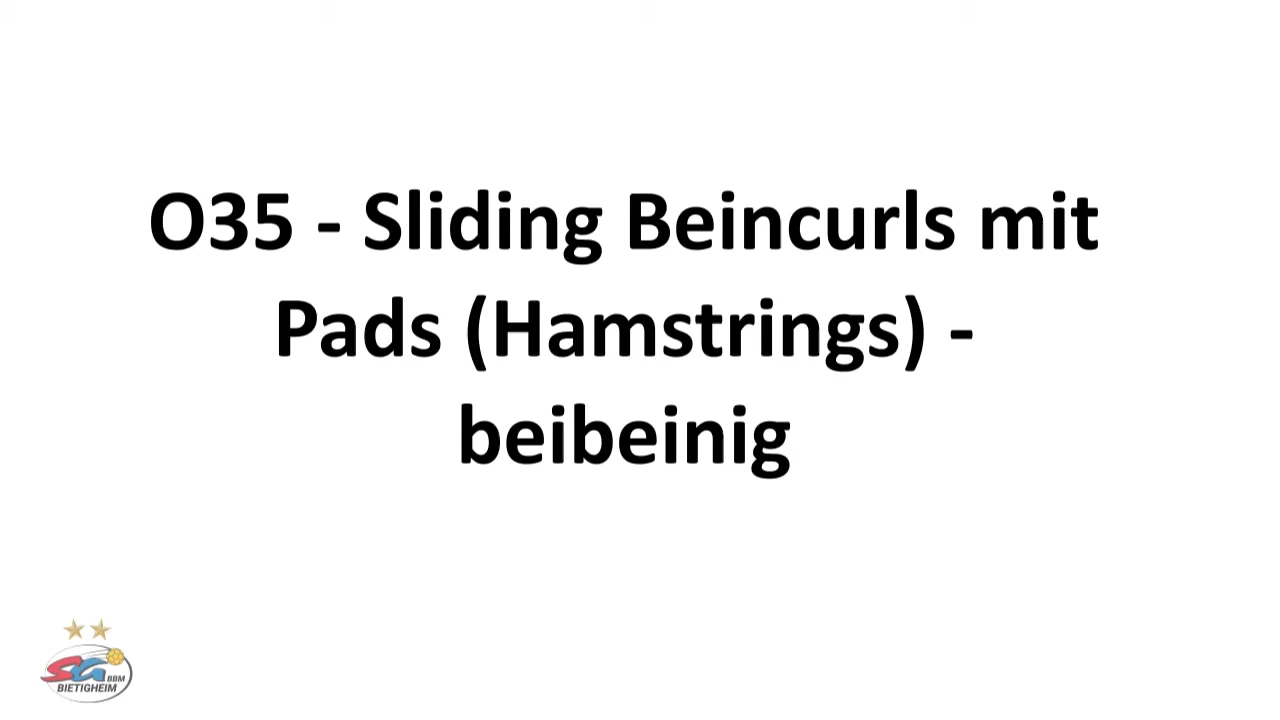 O35 - Sliding Beincurls mit
Pads (Hamstrings) -
beibeinig
SG
BBM
BIETIGHEIM